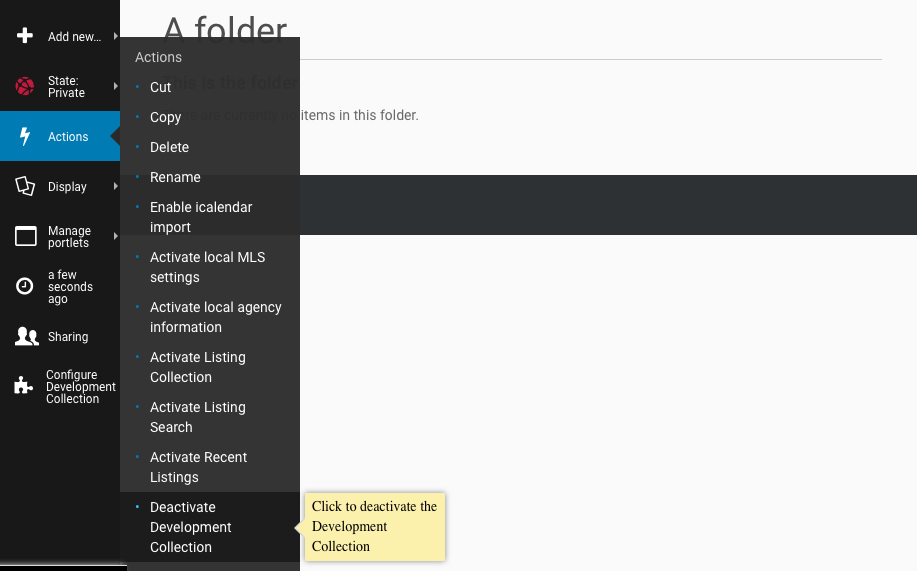 Add new...
State:
Private
Actions
Display
Manage
portlets
a few
seconds
ago
Sharing
Configure
Development
Collection
Actions
Cut
Copy
Delete
Rename
Enable icalendar
import
Activate local MLS
settings
Activate local agency
information
Activate Listing
Collection
Activate Listing
Search
Activate Recent
Listings
Deactivate
Development
Collection
A folder
This is the folder
There are currently no items in this folder.
Click to deactivate the
Development
Collection